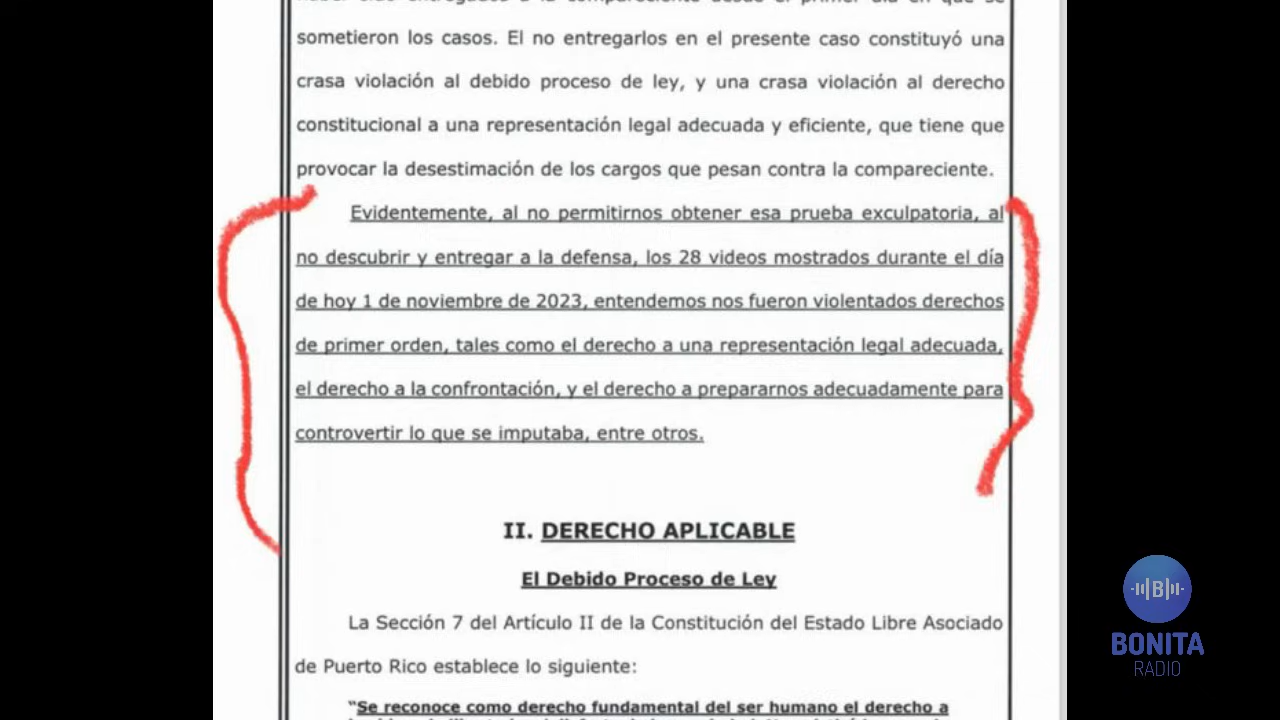 sometieron los casos. El no entregarlos en el presente caso constituyó una
crasa violación al debido proceso de ley, y una crasa violación al derecho
constitucional a una representación legal adecuada y eficiente, que tiene que
provocar la desestimación de los cargos que pesan contra la compareciente.
Evidentemente, al no permitirnos obtener esa prueba exculpatoria, al
no descubrir y entregar a la defensa, los 28 videos mostrados durante el día
de hoy 1 de noviembre de 2023, entendemos nos fueron violentados derechos
de primer orden, tales como el derecho a una representación legal adecuada,
el derecho a la confrontación, y el derecho a prepararnos adecuadamente para
controvertir lo que se imputaba, entre otros.
II. DERECHO APLICABLE
El Debido Proceso de Ley
La Sección 7 del Artículo II de la Constitución del Estado Libre Asociado
de Puerto Rico establece lo siguiente:
“Se reconoce como derecho fundamental del ser humano el derecho a
B
BONITA
RADIO